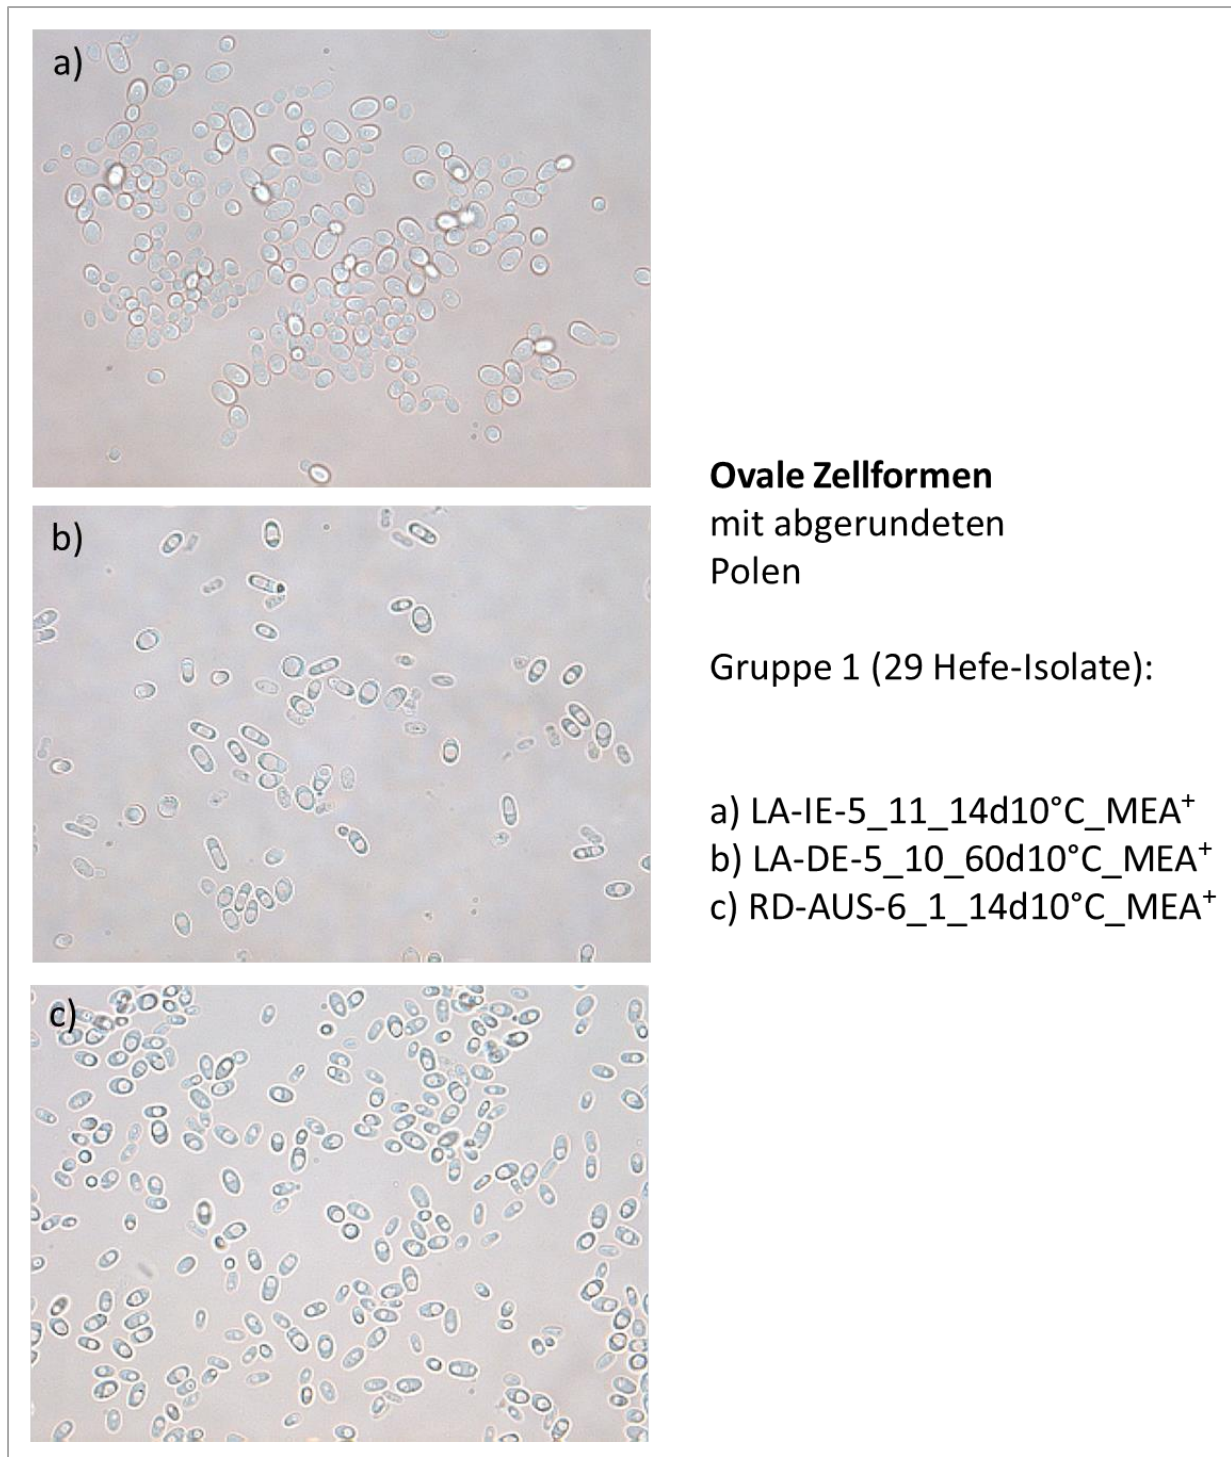 a)
b)
c)
Ovale Zellformen
mit abgerundeten
Polen
Gruppe 1 (29 Hefe-Isolate):
a) LA-IE-5_11_14d10°C_MEA⁺
b) LA-DE-5_10_60d10°C_MEA⁺
c) RD-AUS-6_1_14d10°C_MEA⁺